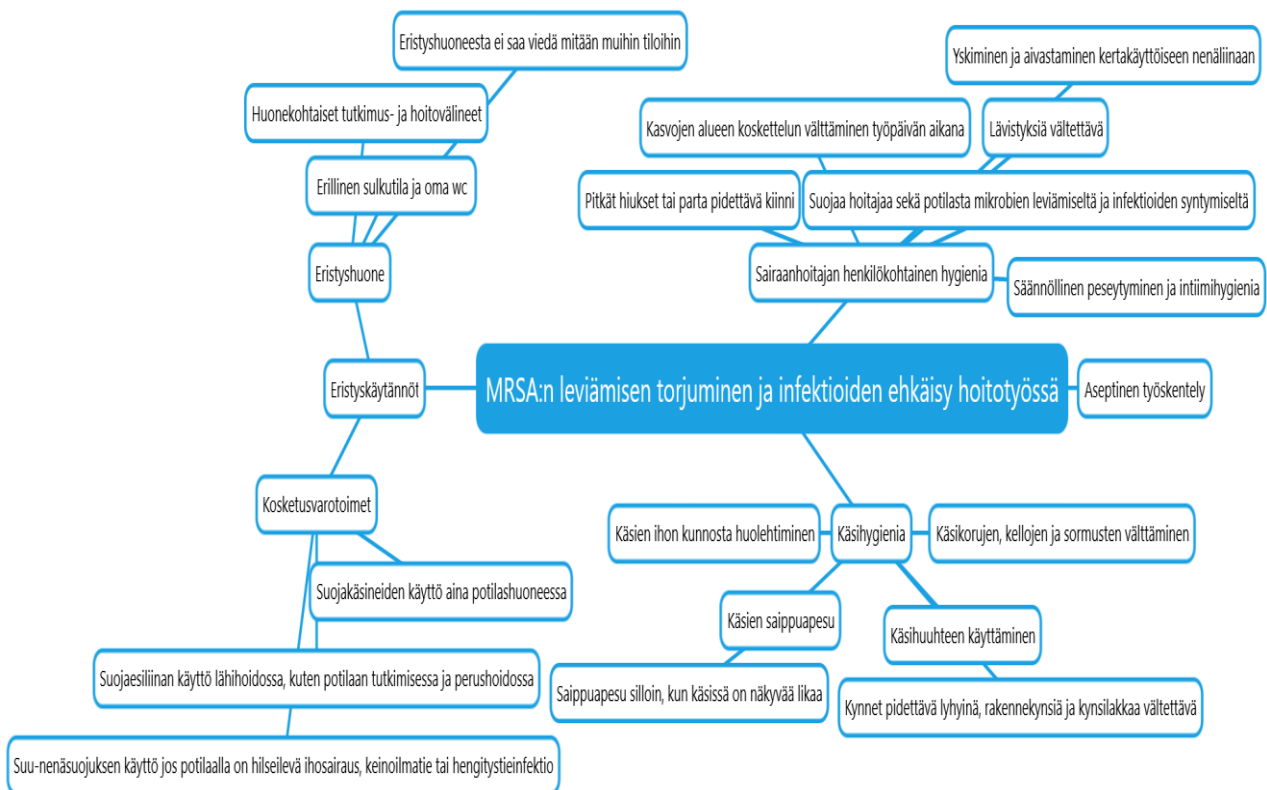 Eristyshuoneesta ei saa viedä mitään muihin tiloihin
Yskiminen ja aivastaminen kertakäyttöiseen nenäliinaan
Huonekohtaiset tutkimus- ja hoitovälineet
Kasvojen alueen koskettelun välttäminen työpäivän aikana
Lävistyksiä vältettävä
Erillinen sulkutila ja oma wc
Pitkät hiukset tai parta pidettävä kiinni
Suojaa hoitajaa sekä potilasta mikrobien leviämiseltä ja infektioiden syntymiseltä
Eristyshuone
Sairaanhoitajan henkilökohtainen hygienia
Säännöllinen peseytyminen ja intiimihygienia
Eristyskäytännöt
MRSA:n leviämisen torjuminen ja infektioiden ehkäisy hoitotyössä
Aseptinen työskentely
Kosketusvarotoimet
Käsien ihon kunnosta huolehtiminen
Käsihygienia
Käsikorujen, kellojen ja sormusten välttäminen
Suojakäsineiden käyttö aina potilashuoneessa
Käsien saippuapesu
Käsihuuhteen käyttäminen
Suojaesiliinan käyttö lähihoidossa, kuten potilaan tutkimisessa ja perushoidossa
Saippuapesu silloin, kun käsissä on näkyvää likaa
Kynnet pidettävä lyhyinä, rakennekynsiä ja kynsilakkaa vältettävä
Suu-nenäsuojuksen käyttö jos potilaalla on hilseilevä ihosairaus, keinoilmatie tai hengitystieinfektio